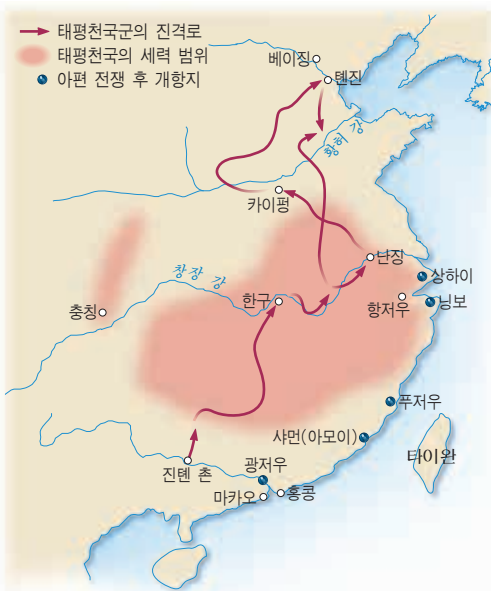 태평천국군의 진격로
태평천국의 세력 범위
아편 전쟁 후 개항지
베이징
톈진
황허 강
카이펑
난징
창장 강
상하이
한구
충칭
항저우
닝보
푸저우
샤먼(아모이)
타이완
진톈 촌
광저우
마카오
홍콩